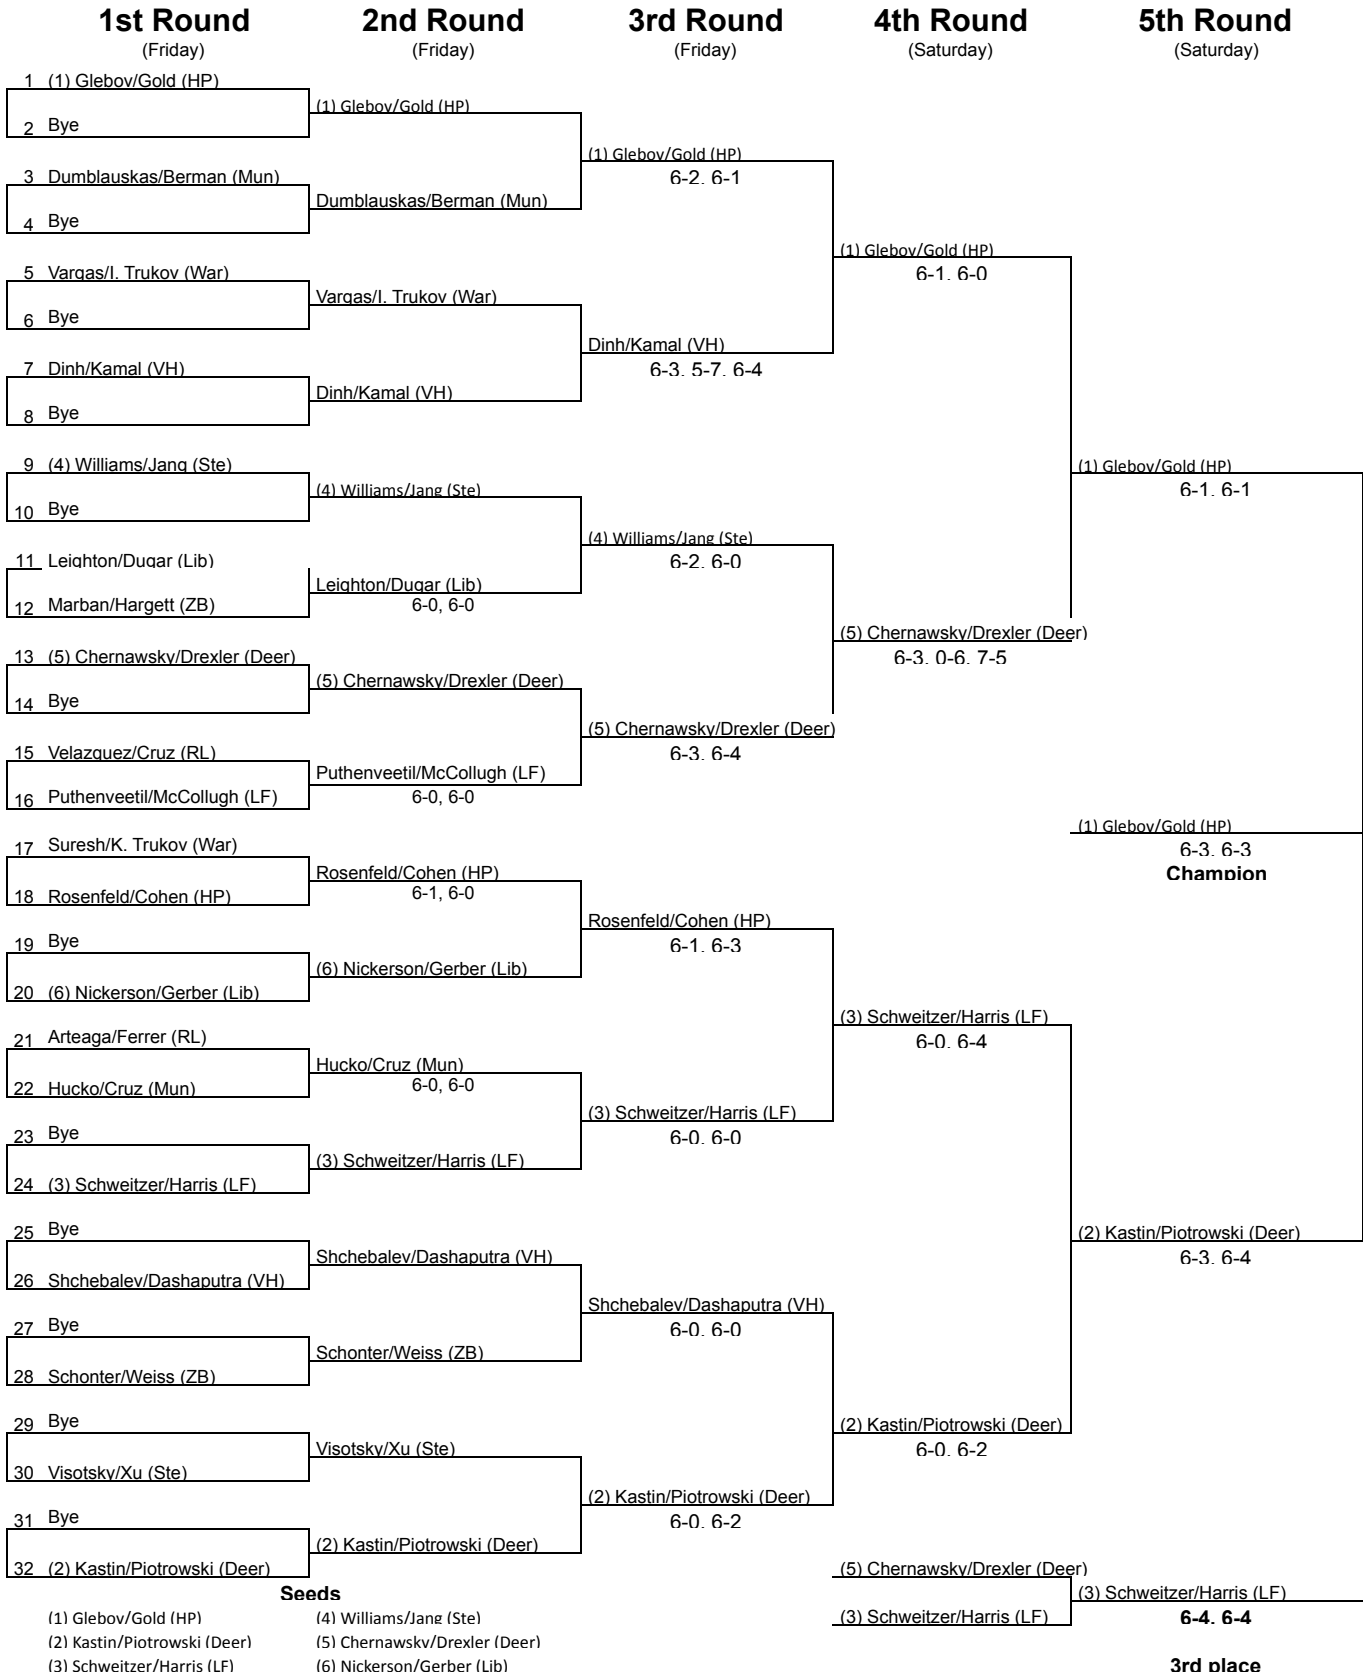 1st Round 2nd Round 3rd Round 4th Round 5th Round
(Friday) (Friday) (Friday) (Saturday) (Saturday)
1 (1) Glebov/Gold (HP)
(1) Glebov/Gold (HP)
2 Bye
(1) Glebov/Gold (HP)
3 Dumblauskas/Berman (Mun) 6-2, 6-1
Dumblauskas/Berman (Mun)
4 Bye
(1) Glebov/Gold (HP)
5 Vargas/I. Trukov (War) 6-1, 6-0
Vargas/I. Trukov (War)
6 Bye
Dinh/Kamal (VH)
7 Dinh/Kamal (VH) 6-3, 5-7, 6-4
Dinh/Kamal (VH)
8 Bye
9 (4) Williams/Jang (Ste) (1) Glebov/Gold (HP)
(4) Williams/Jang (Ste) 6-1, 6-1
10 Bye
(4) Williams/Jang (Ste)
11 Leighton/Dugar (Lib) 6-2, 6-0
Leighton/Dugar (Lib)
12 Marban/Hargett (ZB) 6-0, 6-0
(5) Chernawsky/Drexler (Deer)
13 (5) Chernawsky/Drexler (Deer) 6-3, 0-6, 7-5
(5) Chernawsky/Drexler (Deer)
14 Bye
(5) Chernawsky/Drexler (Deer)
15 Velazquez/Cruz (RL) 6-3, 6-4
Puthenveetil/McCollugh (LF)
16 Puthenveetil/McCollugh (LF) 6-0, 6-0
(1) Glebov/Gold (HP)
17 Suresh/K. Trukov (War) 6-3, 6-3
Rosenfeld/Cohen (HP) Champion
18 Rosenfeld/Cohen (HP) 6-1, 6-0
Rosenfeld/Cohen (HP)
19 Bye 6-1, 6-3
(6) Nickerson/Gerber (Lib)
20 (6) Nickerson/Gerber (Lib)
(3) Schweitzer/Harris (LF)
21 Arteaga/Ferrer (RL) 6-0, 6-4
Hucko/Cruz (Mun)
22 Hucko/Cruz (Mun) 6-0, 6-0
(3) Schweitzer/Harris (LF)
23 Bye 6-0, 6-0
(3) Schweitzer/Harris (LF)
24 (3) Schweitzer/Harris (LF)
25 Bye (2) Kastin/Piotrowski (Deer)
Shchebalev/Dashaputra (VH) 6-3, 6-4
26 Shchebalev/Dashaputra (VH)
Shchebalev/Dashaputra (VH)
27 Bye 6-0, 6-0
Schonter/Weiss (ZB)
28 Schonter/Weiss (ZB)
29 Bye (2) Kastin/Piotrowski (Deer)
Visotsky/Xu (Ste) 6-0, 6-2
30 Visotsky/Xu (Ste)
(2) Kastin/Piotrowski (Deer)
31 Bye 6-0, 6-2
(2) Kastin/Piotrowski (Deer)
32 (2) Kastin/Piotrowski (Deer) (5) Chernawsky/Drexler (Deer)
Seeds (3) Schweitzer/Harris (LF)
(1) Glebov/Gold (HP) (4) Williams/Jang (Ste) (3) Schweitzer/Harris (LF) 6-4, 6-4
(2) Kastin/Piotrowski (Deer) (5) Chernawsky/Drexler (Deer)
(3) Schweitzer/Harris (LF) (6) Nickerson/Gerber (Lib) 3rd place